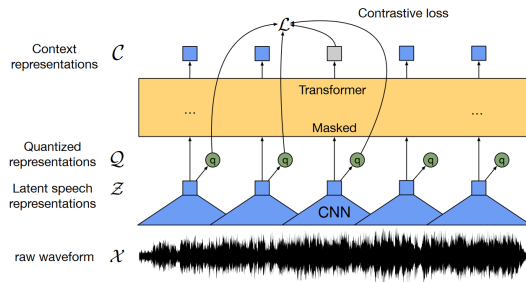 Contrastive loss
ℒ
Context
representations 𝒞
Transformer
... ...
Masked
Quantized
representations 𝒬
q q q q q
Latent speech
representations 𝒵
CNN
raw waveform 𝒳